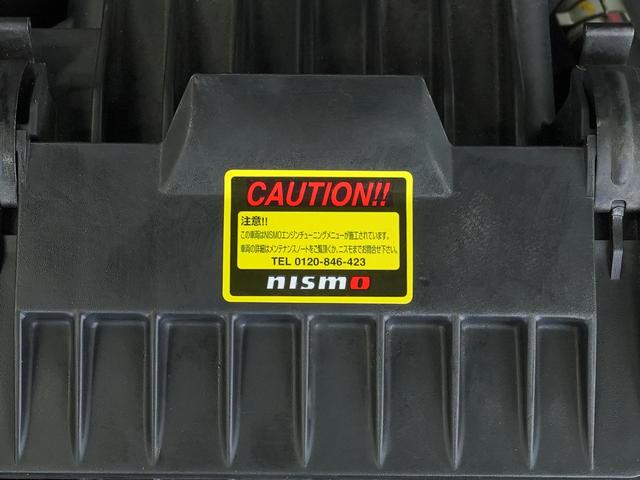 CAUTION!!
注意!!
この車両はNISMOエンジンチューニングメニューが施工されています。
車両の詳細はメンテナンスノートをご覧頂くか、ニスモまでお問合せ下さい。
TEL 0120-846-423
nismo